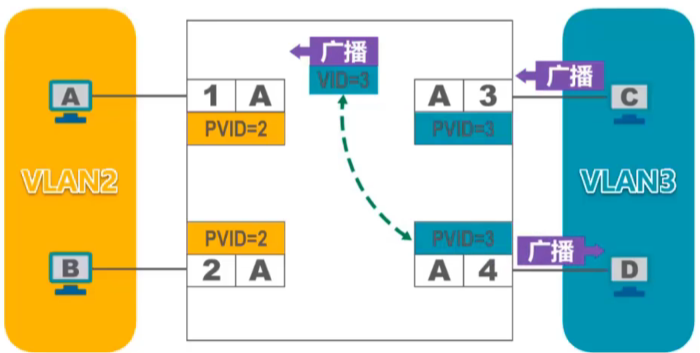 广播
VID=3
广播
A
1 A
A 3
C
PVID=2
PVID=3
VLAN2
VLAN3
PVID=2
PVID=3
广播
B
2 A
A 4
D